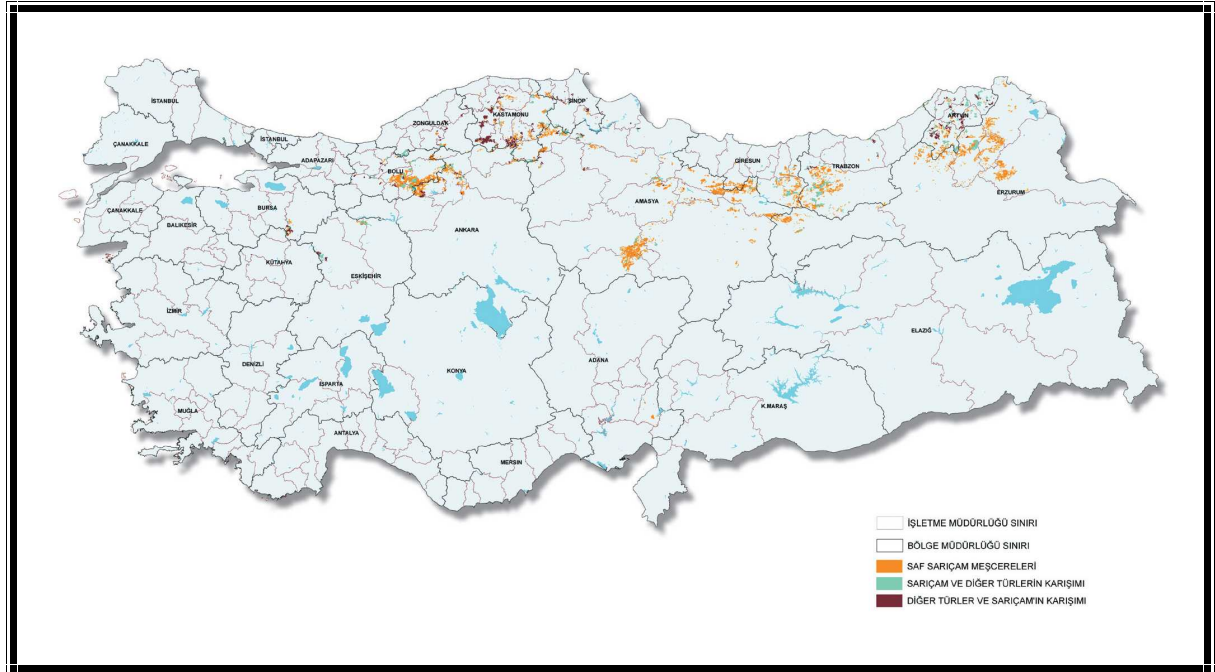 İSTANBUL
SİNOP
KASTAMONU
ARTVİN
ZONGULDAK
İSTANBUL
ÇANAKKALE
ADAPAZARI
GİRESUN
TRABZON
BOLU
ERZURUM
AMASYA
BURSA
ÇANAKKALE
BALIKESİR
ANKARA
KÜTAHYA
ESKİŞEHİR
İZMİR
ELAZIĞ
ADANA
DENİZLİ
KONYA
ISPARTA
K.MARAŞ
MUĞLA
ANTALYA
MERSİN
İŞLETME MÜDÜRLÜĞÜ SINIRI
BÖLGE MÜDÜRLÜĞÜ SINIRI
SAF SARIÇAM MEŞCERELERİ
SARIÇAM VE DİĞER TÜRLERİN KARIŞIMI
DİĞER TÜRLER VE SARIÇAM'IN KARIŞIMI